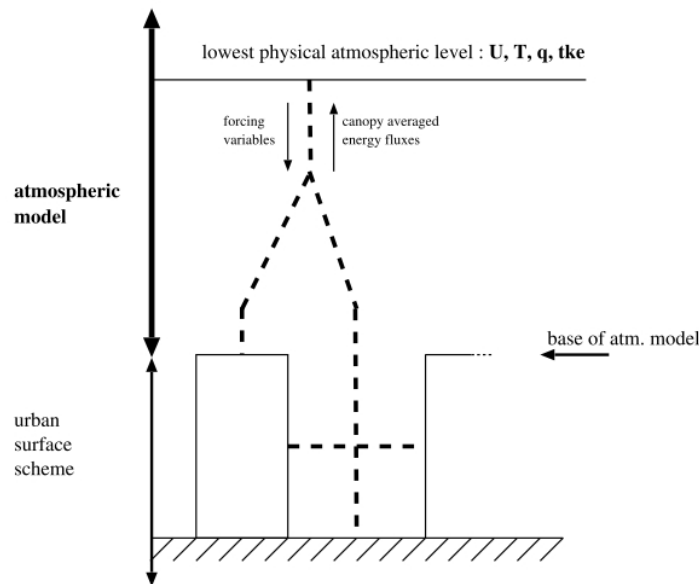 lowest physical atmospheric level : U, T, q, tke
forcing
variables
canopy averaged
energy fluxes
atmospheric
model
base of atm. model
urban
surface
scheme